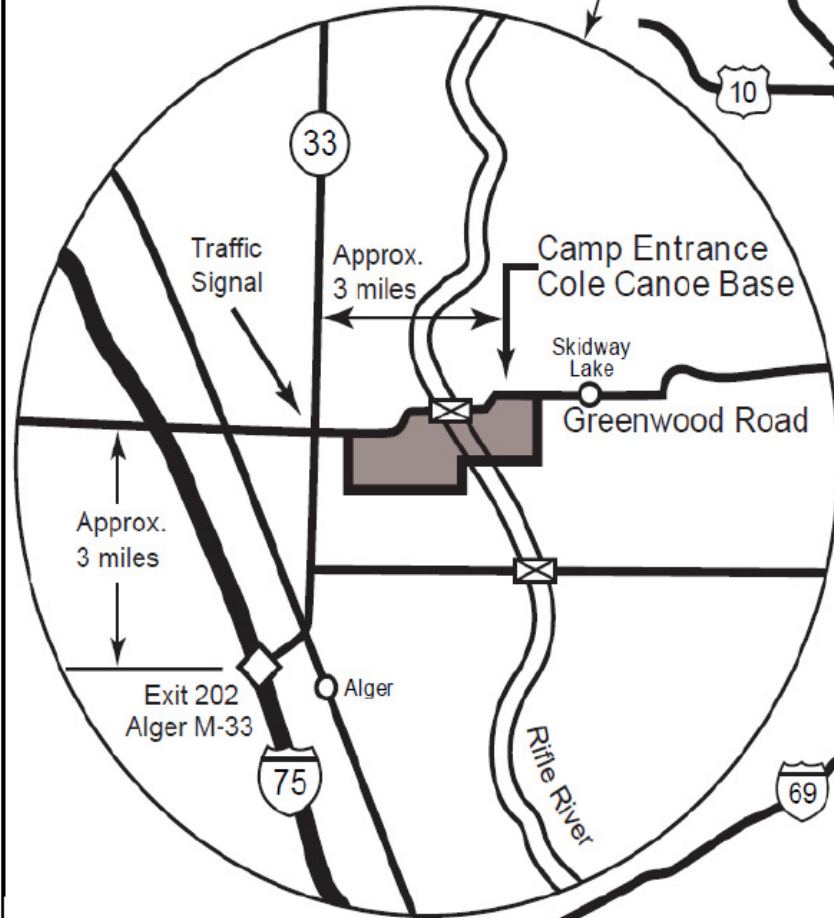 10
33
Traffic
Signal
Approx.
3 miles
Camp Entrance
Cole Canoe Base
Skidway
Lake
Greenwood Road
Approx.
3 miles
Exit 202
Alger M-33
Alger
75
Rifle River
69